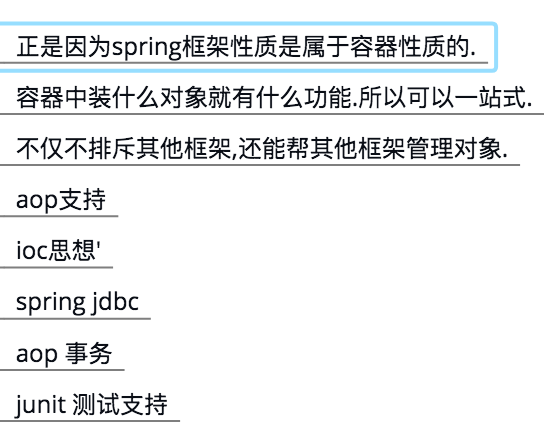 正是因为spring框架性质是属于容器性质的.
容器中装什么对象就有什么功能.所以可以一站式.
不仅不排斥其他框架,还能帮其他框架管理对象.
aop支持
ioc思想'
spring jdbc
aop 事务
junit 测试支持